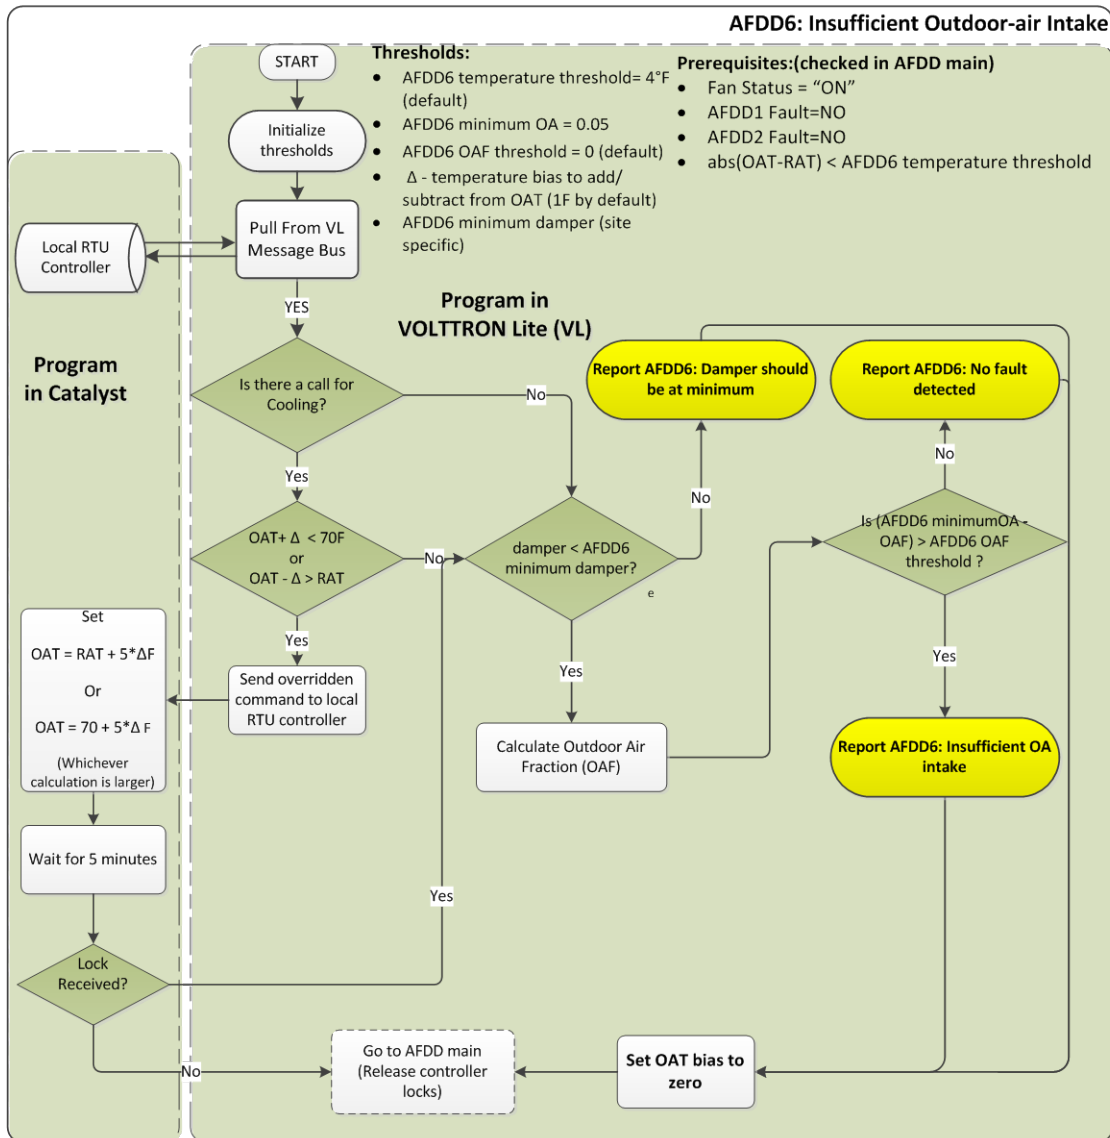 AFDD6: Insufficient Outdoor-air Intake
START
Initialize
thresholds
Thresholds:
• AFDD6 temperature threshold= 4°F
(default)
• AFDD6 minimum OA = 0.05
• AFDD6 OAF threshold = 0 (default)
• Δ - temperature bias to add/
subtract from OAT (1F by default)
• AFDD6 minimum damper (site
specific)
Prerequisites:(checked in AFDD main)
• Fan Status = “ON”
• AFDD1 Fault=NO
• AFDD2 Fault=NO
• abs(OAT-RAT) < AFDD6 temperature threshold
Pull From VL
Message Bus
Local RTU
Controller
YES
Program in
VOLTTRON Lite (VL)
Program
in Catalyst
Is there a call for
Cooling?
No
Yes
Report AFDD6: Damper should
be at minimum
Report AFDD6: No fault
detected
No
No
OAT+ Δ < 70F
or
OAT - Δ > RAT
No
Yes
damper < AFDD6
minimum damper?
e
Yes
Is (AFDD6 minimumOA -
OAF) > AFDD6 OAF
threshold ?
Yes
Set
OAT = RAT + 5*ΔF
Or
OAT = 70 + 5*Δ F
(Whichever
calculation is larger)
Send overridden
command to local
RTU controller
Calculate Outdoor Air
Fraction (OAF)
Report AFDD6: Insufficient OA
intake
Wait for 5 minutes
Yes
Lock
Received?
No
Go to AFDD main
(Release controller
locks)
Set OAT bias to
zero